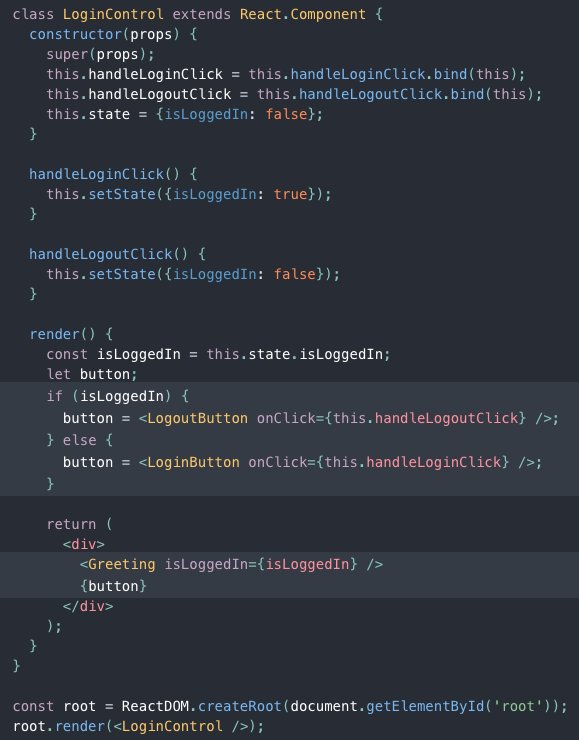 class LoginControl extends React.Component {
  constructor(props) {
    super(props);
    this.handleLoginClick = this.handleLoginClick.bind(this);
    this.handleLogoutClick = this.handleLogoutClick.bind(this);
    this.state = {isLoggedIn: false};
  }

  handleLoginClick() {
    this.setState({isLoggedIn: true});
  }

  handleLogoutClick() {
    this.setState({isLoggedIn: false});
  }

  render() {
    const isLoggedIn = this.state.isLoggedIn;
    let button;
    if (isLoggedIn) {
      button = <LogoutButton onClick={this.handleLogoutClick} />;
    } else {
      button = <LoginButton onClick={this.handleLoginClick} />;
    }

    return (
      <div>
        <Greeting isLoggedIn={isLoggedIn} />
        {button}
      </div>
    );
  }
}

const root = ReactDOM.createRoot(document.getElementById('root'));
root.render(<LoginControl />);